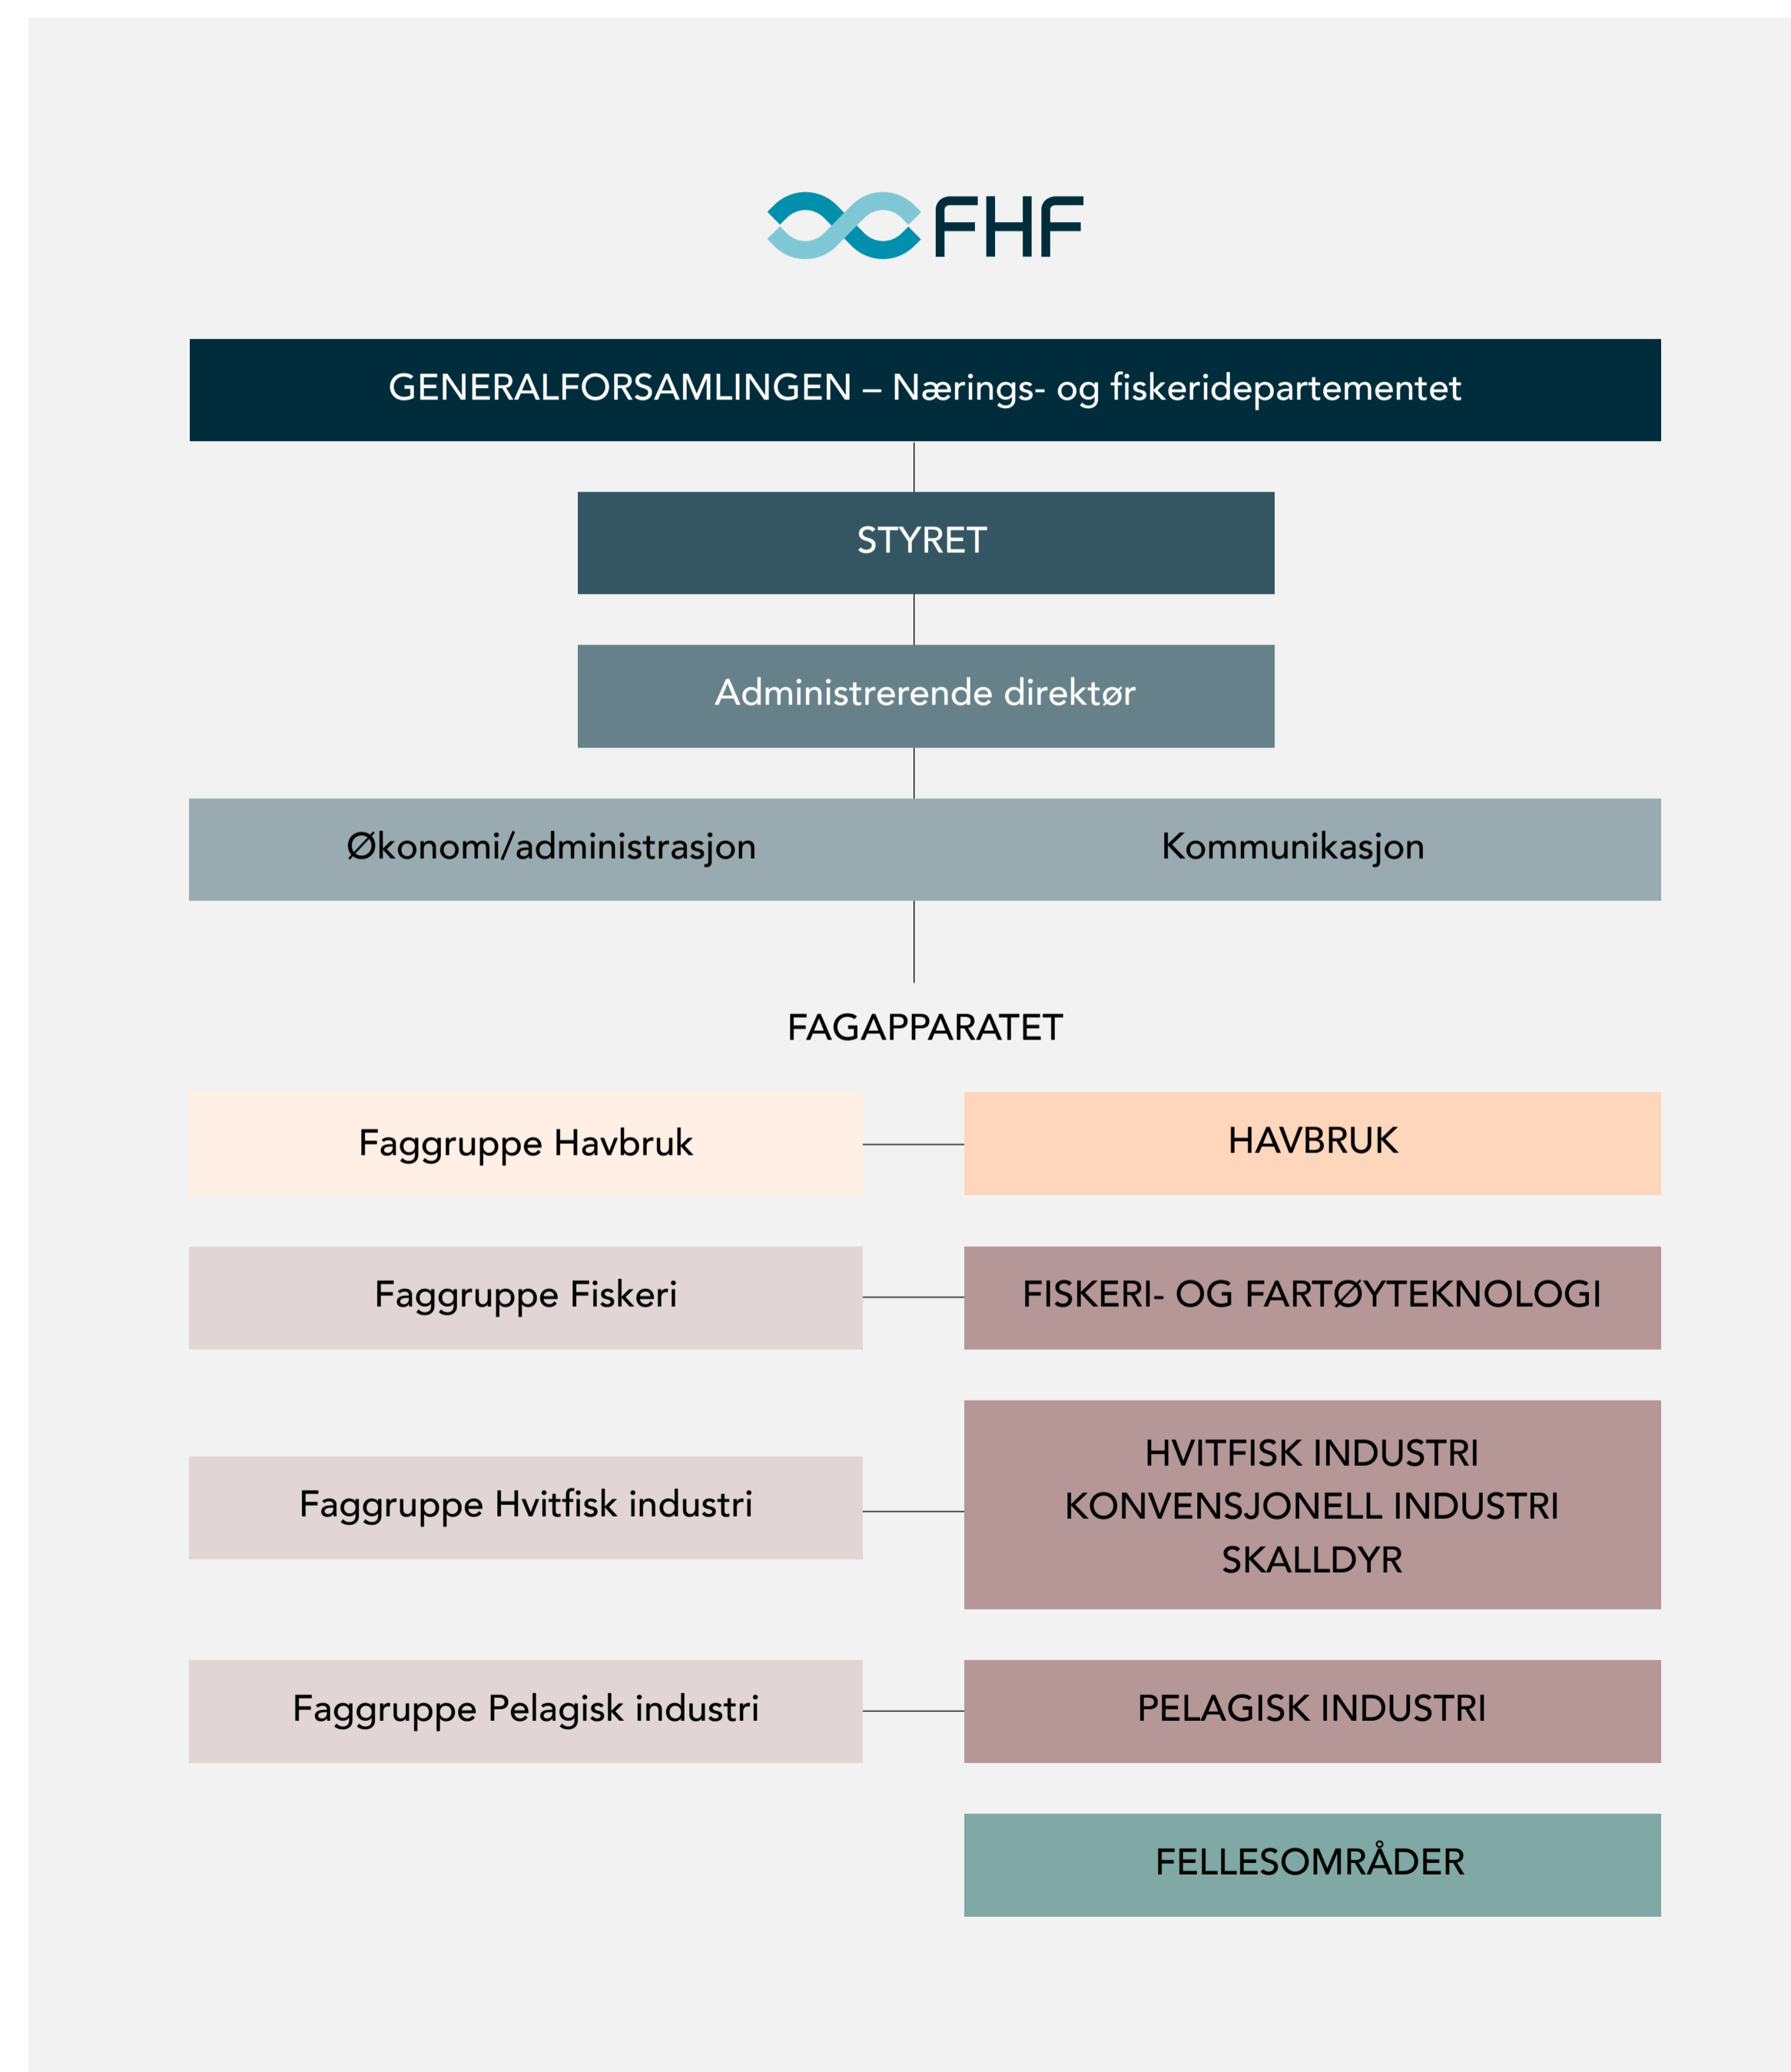 FHF
GENERALFORSAMLINGEN – Nærings- og fiskeridepartementet
STYRET
Administrerende direktør
Økonomi/administrasjon
Kommunikasjon
FAGAPPARATET
Faggruppe Havbruk
HAVBRUK
Faggruppe Fiskeri
FISKERI- OG FARTØYTEKNOLOGI
Faggruppe Hvitfisk industri
HVITFISK INDUSTRI
KONVENSJONELL INDUSTRI
SKALLDYR
Faggruppe Pelagisk industri
PELAGISK INDUSTRI
FELLESOMRÅDER